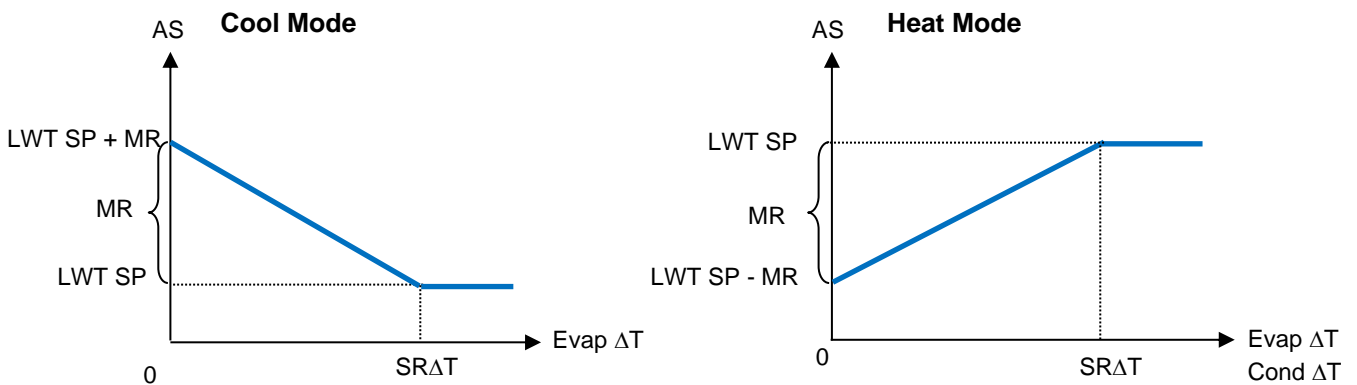 Cool Mode
AS
LWT SP + MR
MR
LWT SP
0
SRΔT
Evap ΔT
Heat Mode
AS
LWT SP
MR
LWT SP - MR
0
SRΔT
Evap ΔT
Cond ΔT